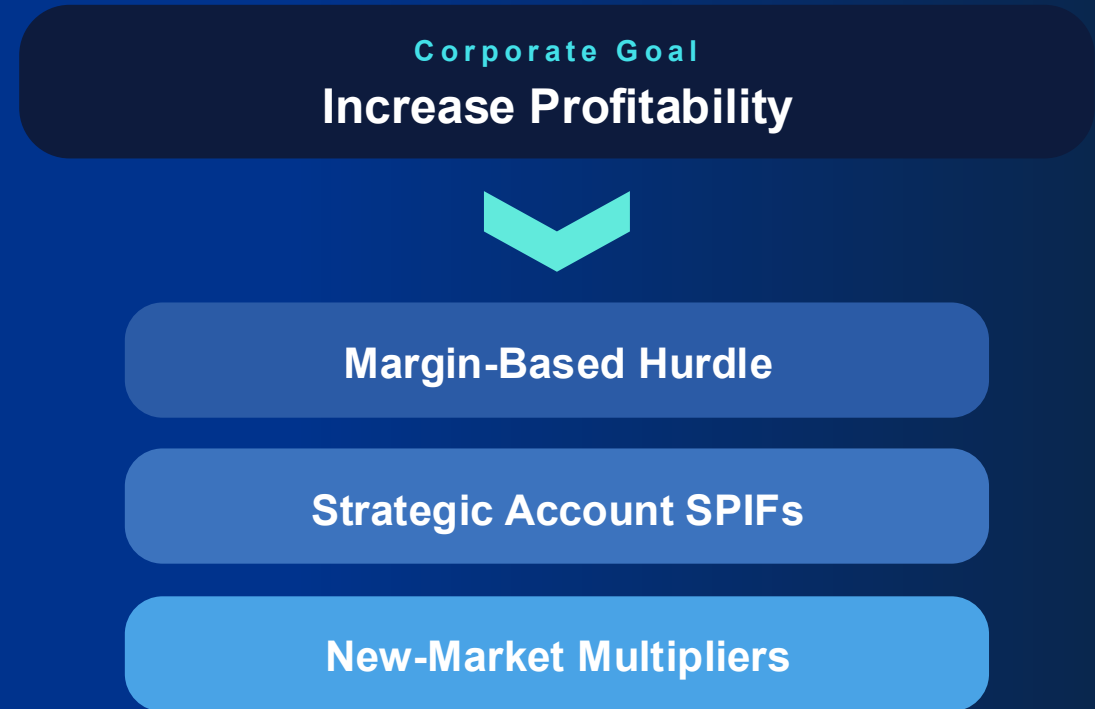 Corporate Goal
Increase Profitability
Margin-Based Hurdle
Strategic Account SPIFs
New-Market Multipliers